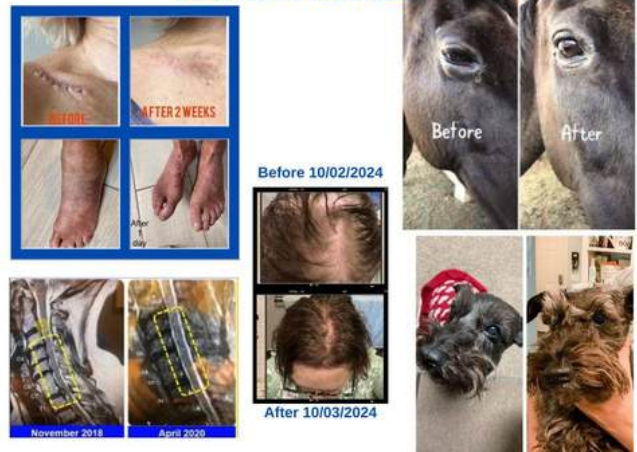 BEFORE
AFTER 2 WEEKS
After
1
day
Before
After
Before 10/02/2024
After 10/03/2024
November 2018
April 2020